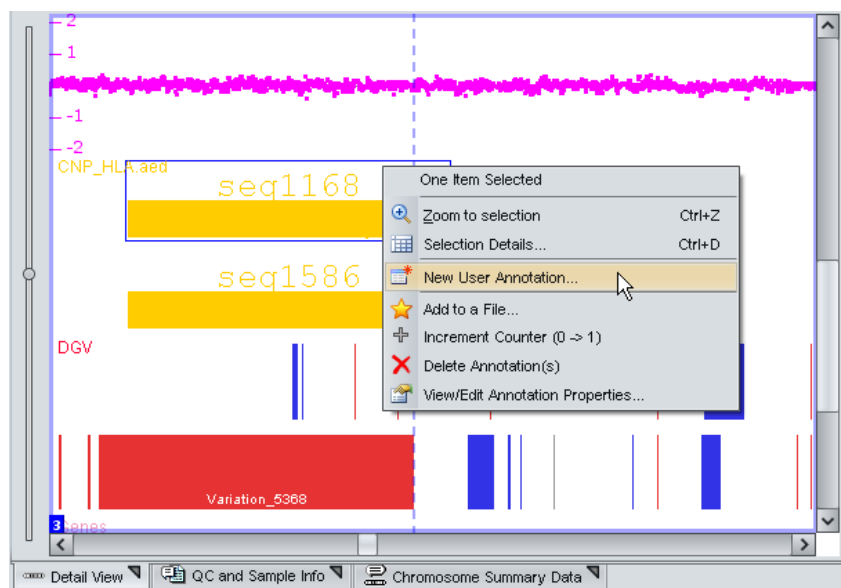 2
1
-1
-2
CNP_HLA.aed
seq1168
seq1586
One Item Selected
Zoom to selection Ctrl+Z
Selection Details... Ctrl+D
New User Annotation...
Add to a File...
Increment Counter (0 -> 1)
Delete Annotation(s)
View/Edit Annotation Properties...
DGV
Variation_5368
3
Genes
Detail View QC and Sample Info Chromosome Summary Data